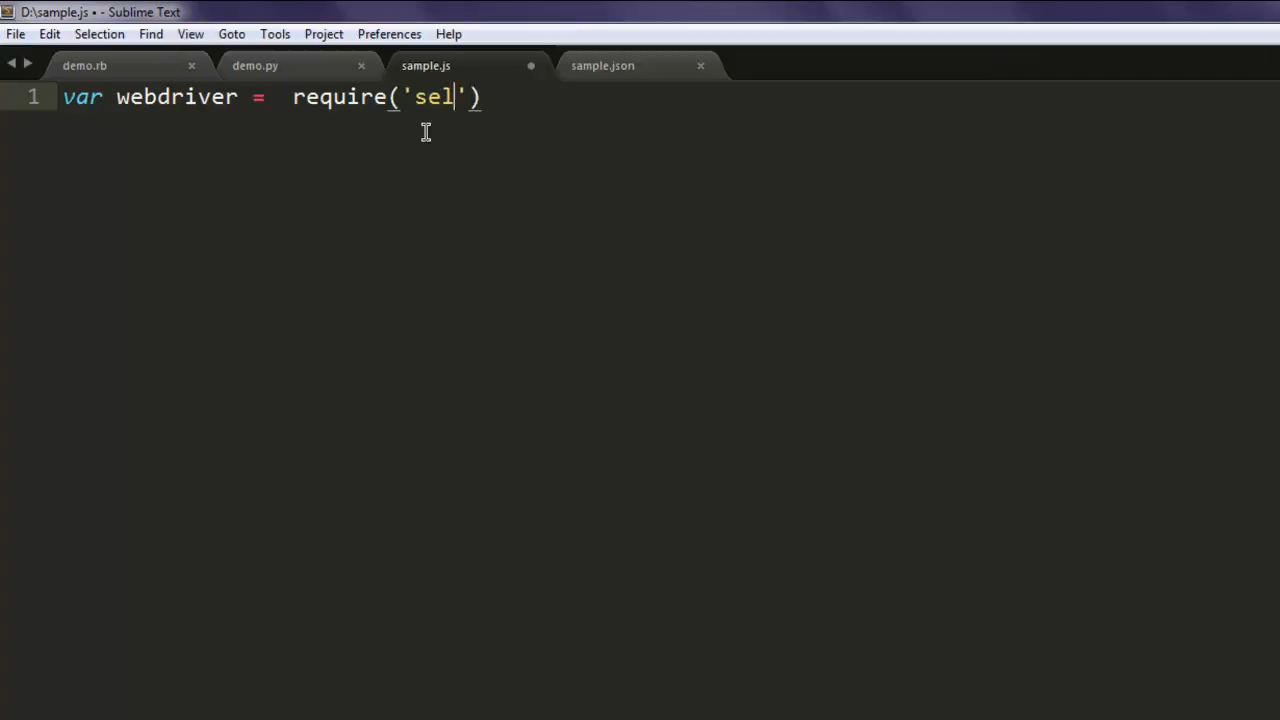 D:\sample.js • - Sublime Text
File Edit Selection Find View Goto Tools Project Preferences Help
demo.rb × demo.py × sample.js sample.json ×
1 var webdriver =  require('sel')